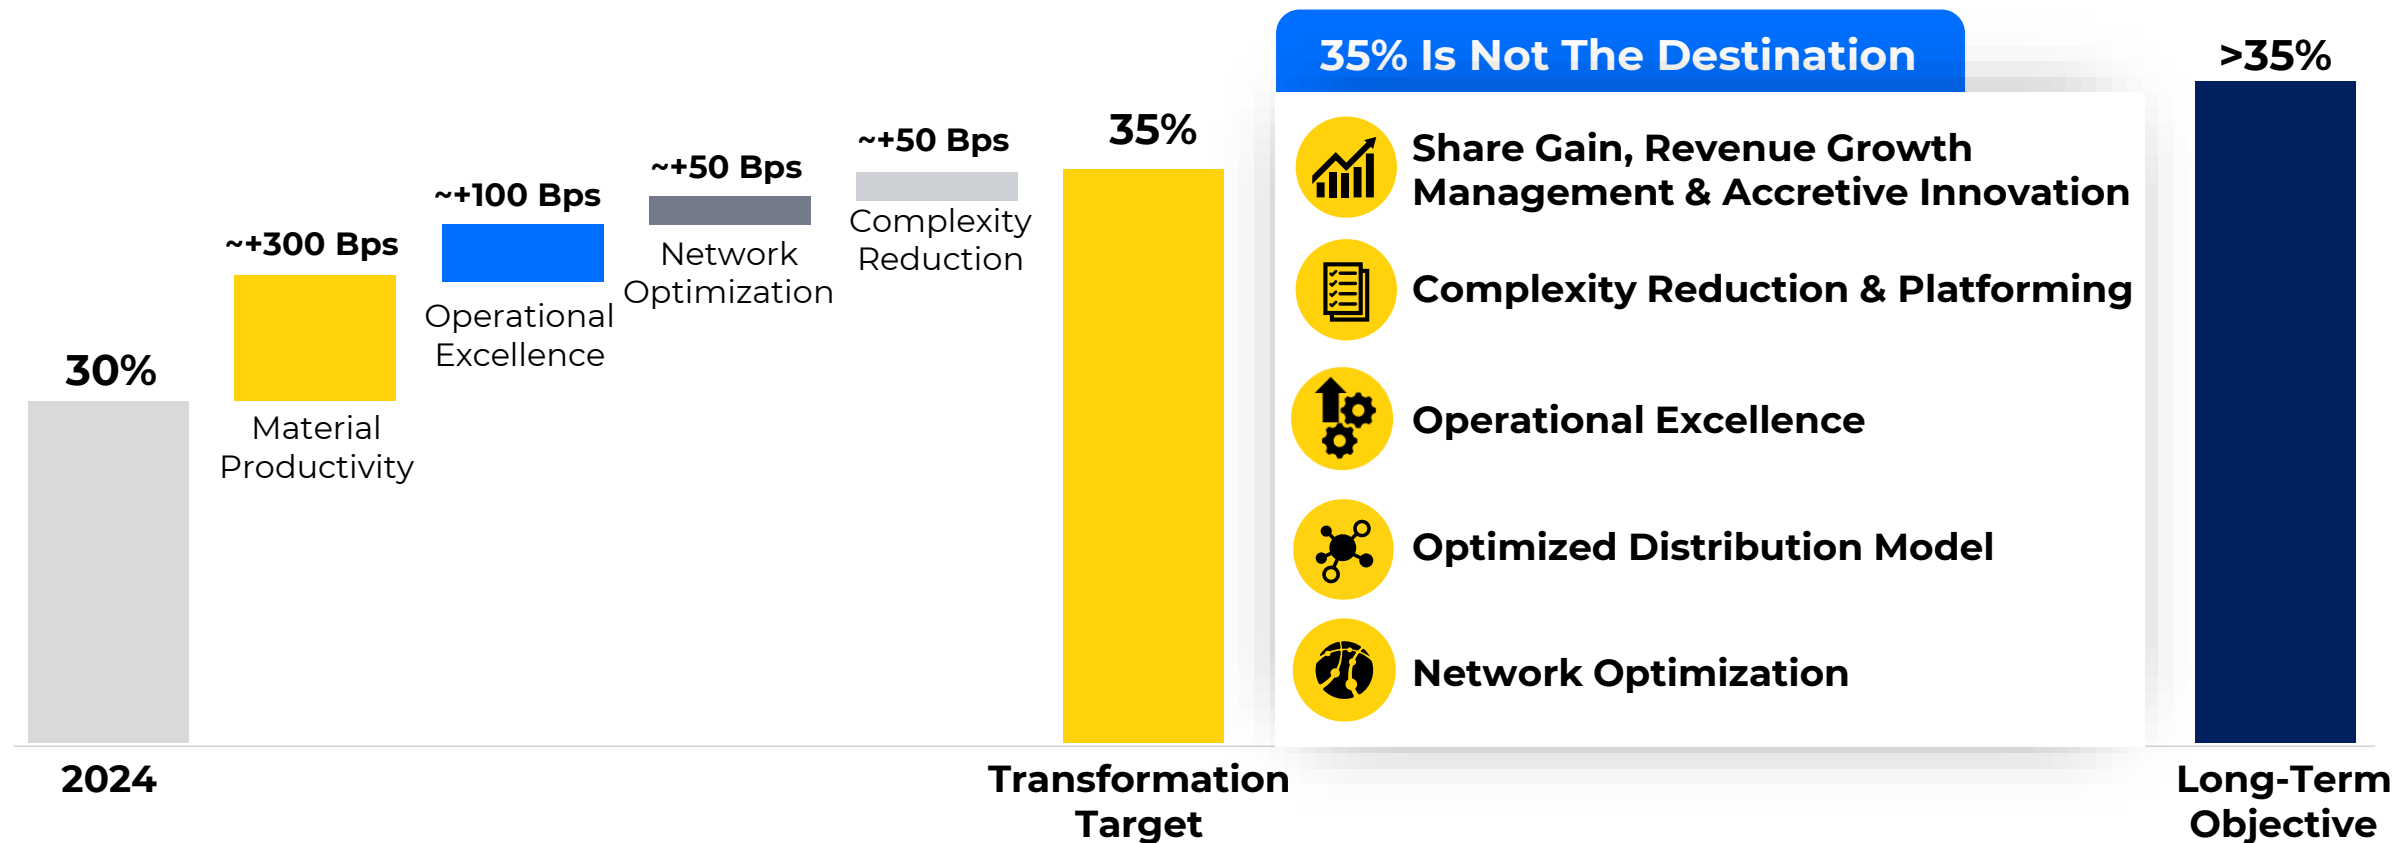 30%
2024
~+300 Bps
Material
Productivity
~+100 Bps
Operational
Excellence
~+50 Bps
Network
Optimization
~+50 Bps
Complexity
Reduction
35%
Transformation
Target
35% Is Not The Destination
Share Gain, Revenue Growth
Management & Accretive Innovation
Complexity Reduction & Platforming
Operational Excellence
Optimized Distribution Model
Network Optimization
>35%
Long-Term
Objective